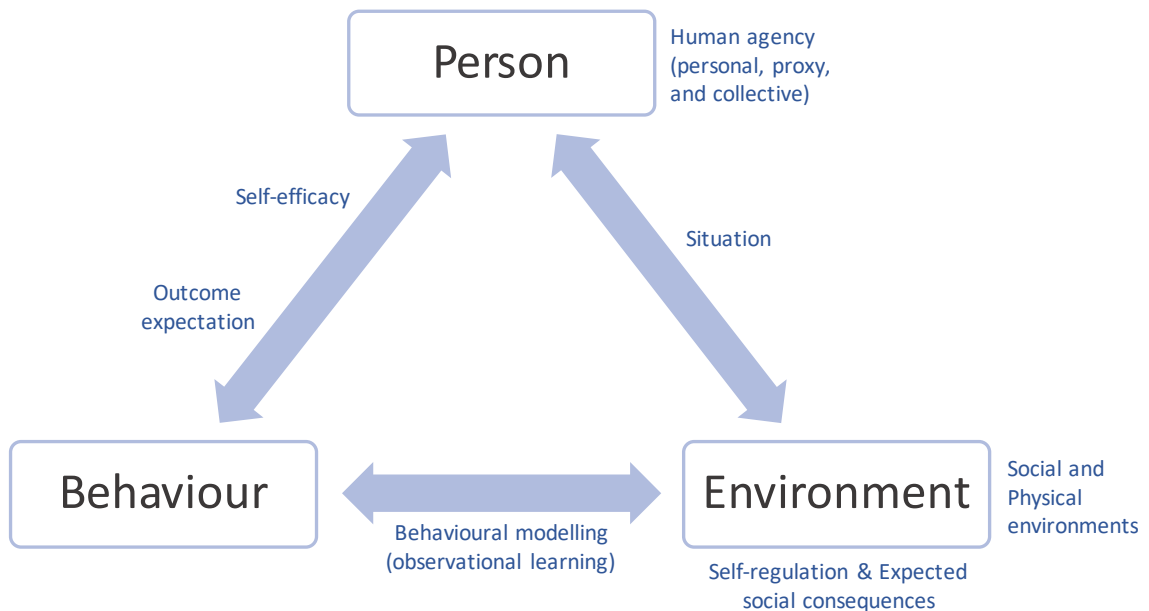 Person
Human agency
(personal, proxy,
and collective)
Self-efficacy
Situation
Outcome
expectation
Behaviour
Environment
Social and
Physical
environments
Behavioural modelling
(observational learning)
Self-regulation & Expected
social consequences